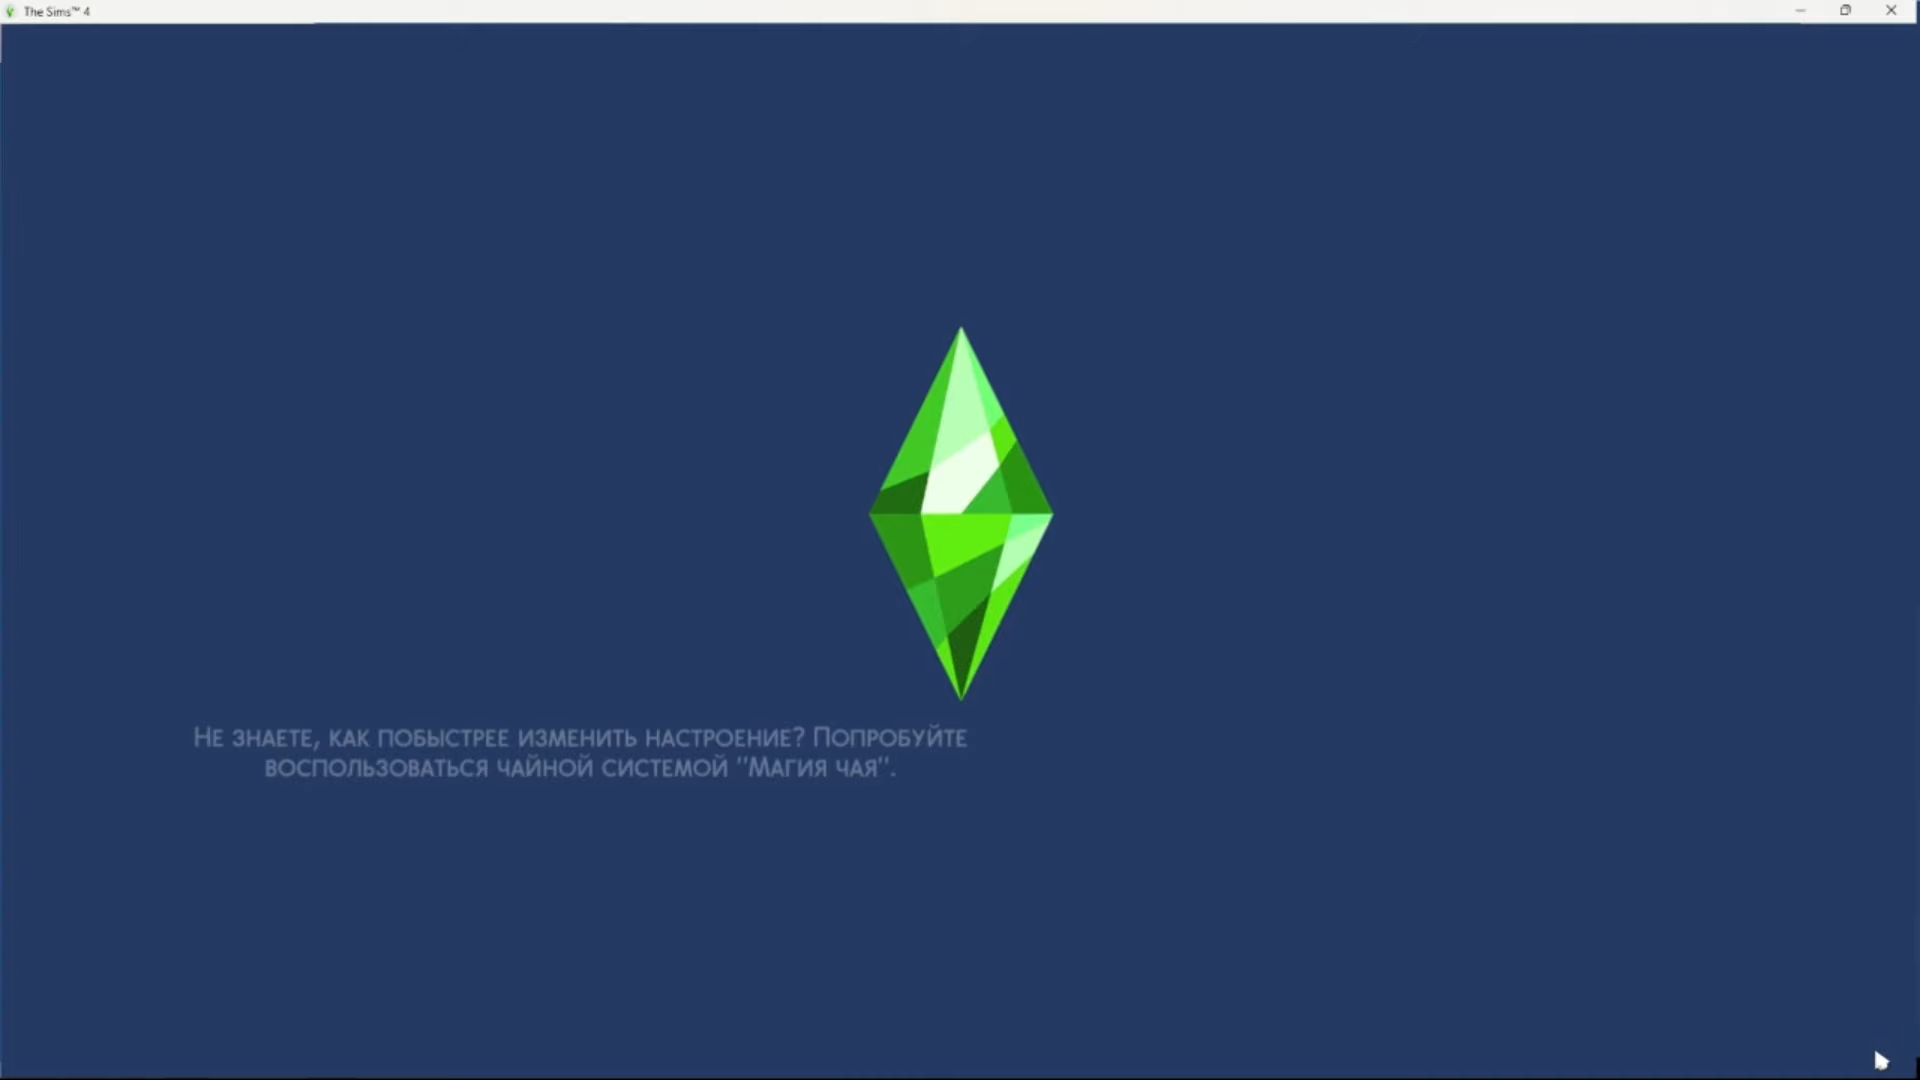 The Sims™ 4
Не знаете, как побыстрее изменить настроение? Попробуйте
воспользоваться чайной системой "Магия чая".